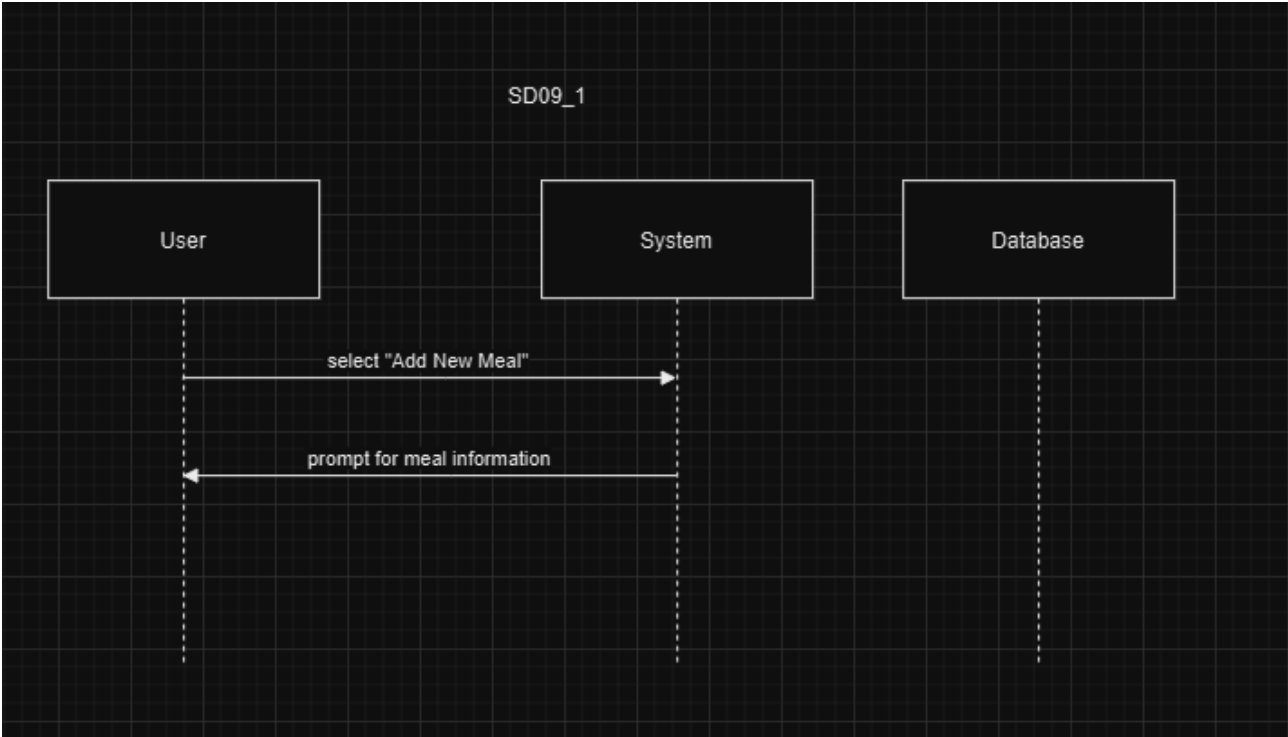 SD09_1
User
System
Database
select "Add New Meal"
prompt for meal information